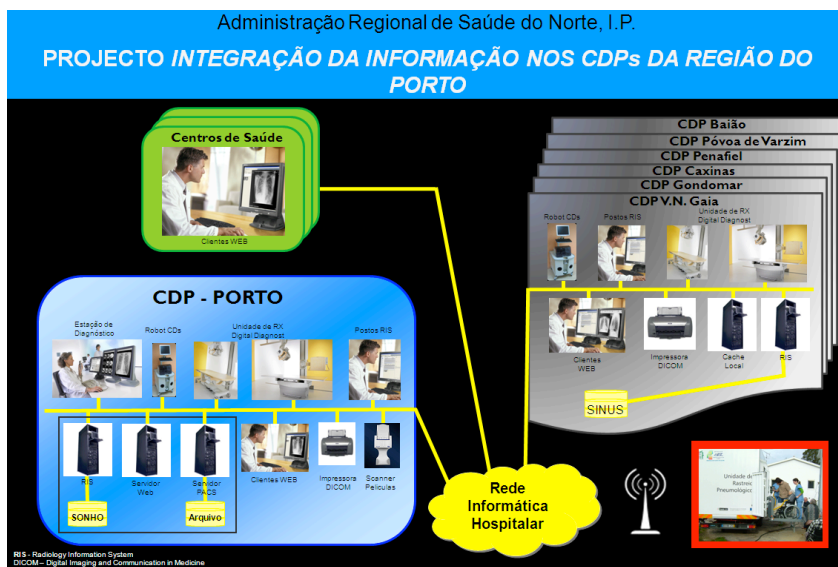 Administração Regional de Saúde do Norte, I.P.
PROJECTO INTEGRAÇÃO DA INFORMAÇÃO NOS CDPs DA REGIÃO DO
PORTO
Centros de Saúde
Clientes WEB
CDP Baião
CDP Póvoa de Varzim
CDP Penafiel
CDP Caxinas
CDP Gondomar
CDP V.N. Gaia
Robot CDs
Postos RIS
Unidade de RX
Digital Diagnost
Clientes
WEB
Impressora
DICOM
Cache
Local
RIS
SINUS
CDP - PORTO
Estação de
Diagnóstico
Robot CDs
Unidade de RX
Digital Diagnost
Postos RIS
RIS
Servidor
Web
Servidor
PACS
Clientes WEB
Impressora
DICOM
Scanner
Películas
SONHO
Arquivo
Rede
Informática
Hospitalar
Unidade de
Rastreio
Pneumológico
RIS - Radiology Information System
DICOM – Digital Imaging and Communication in Medicine